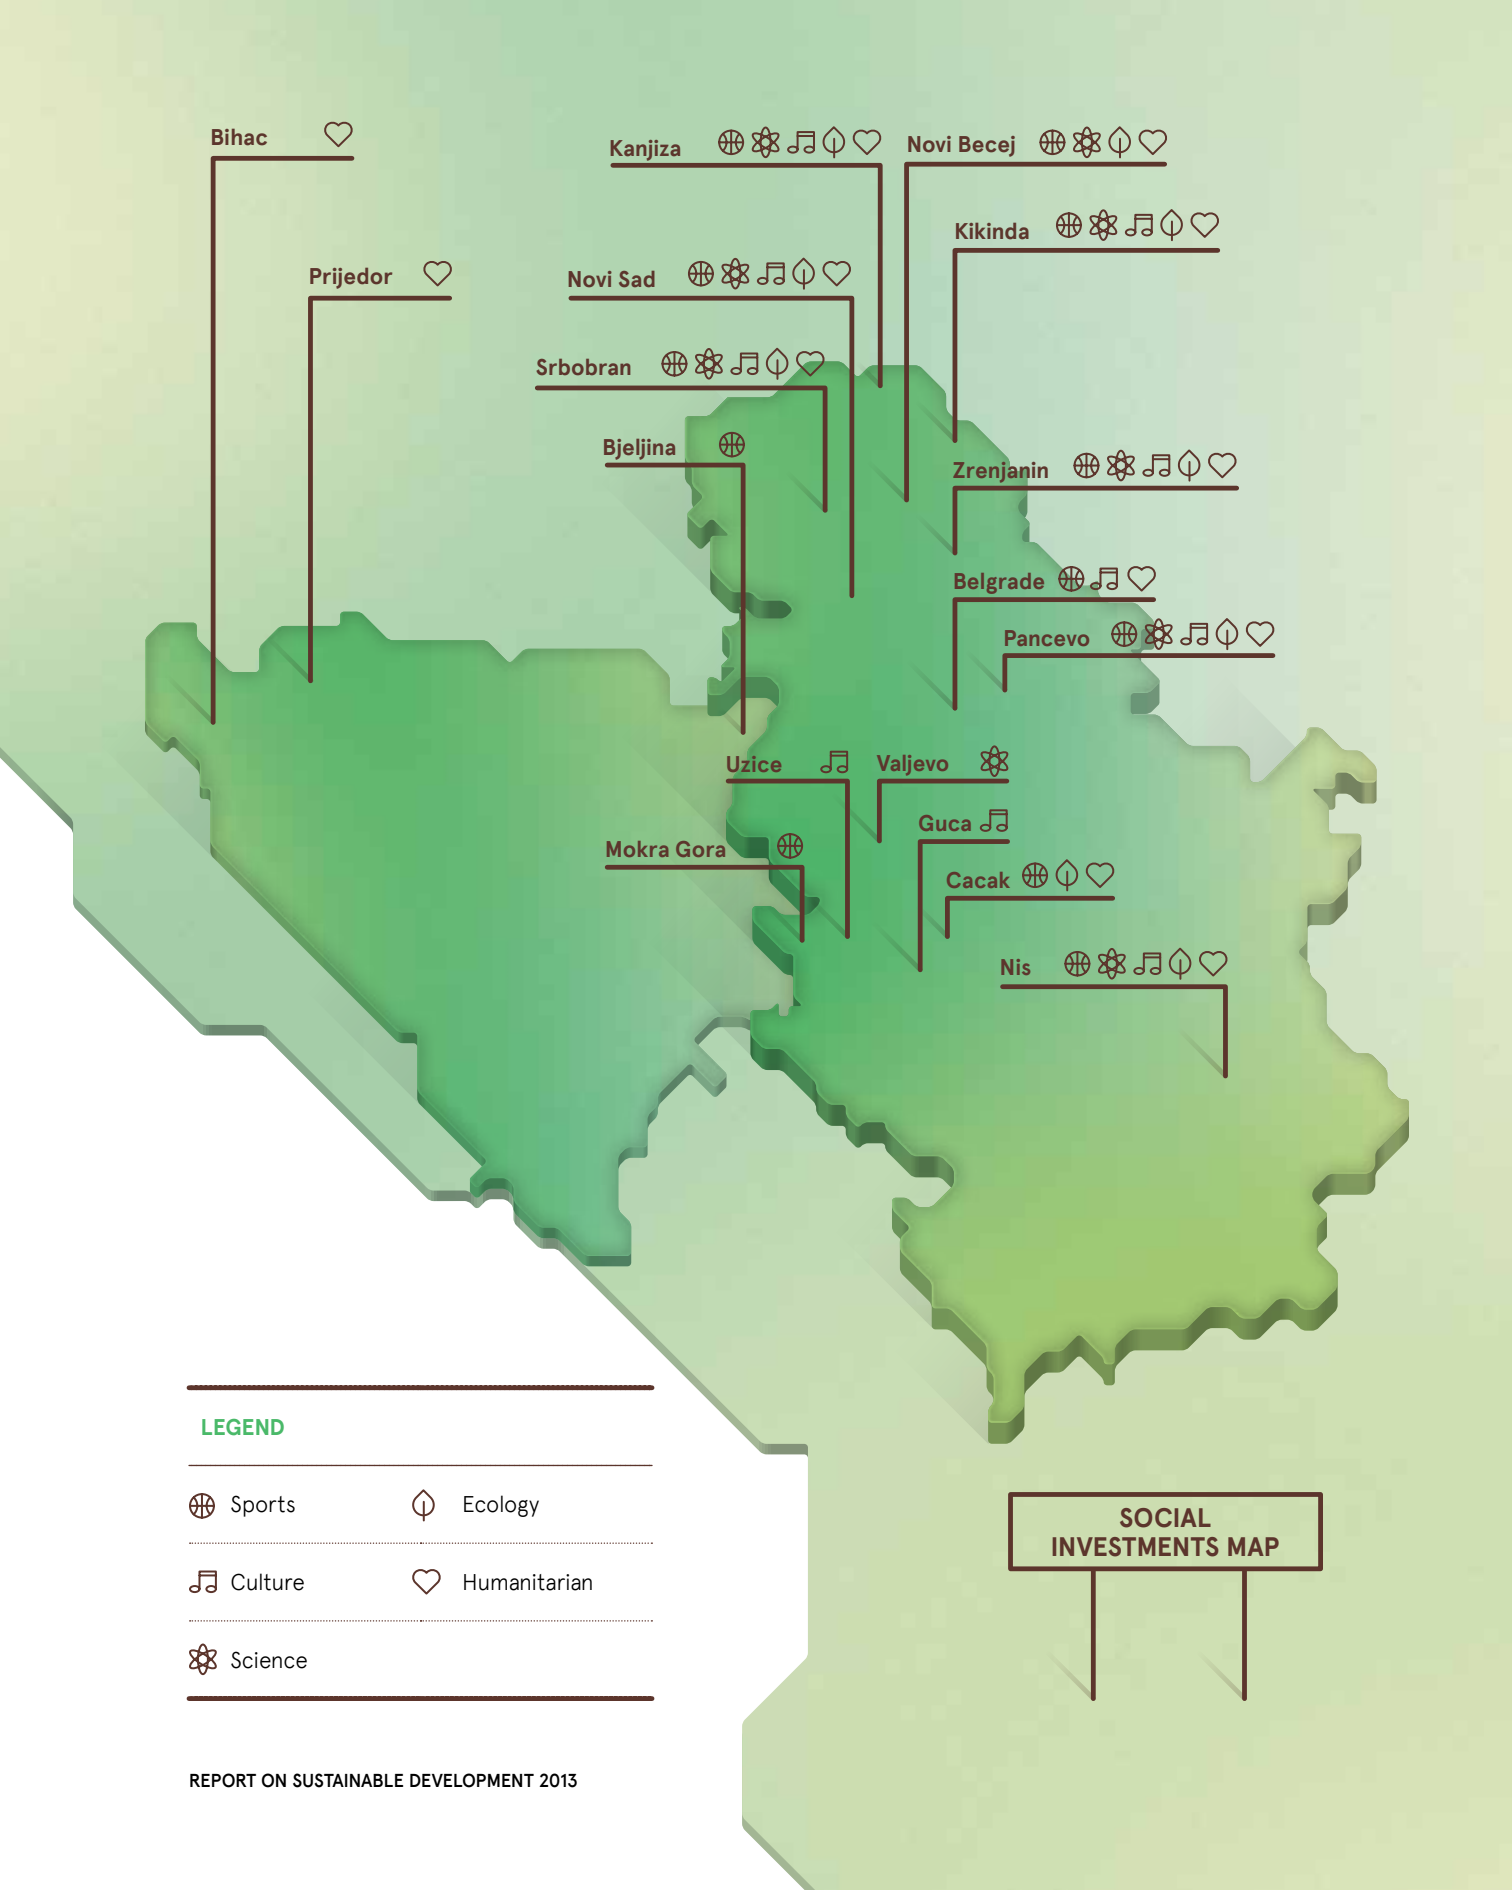 Bihac
Kanjiza
Novi Becej
Kikinda
Prijedor
Novi Sad
Srbobran
Bjeljina
Zrenjanin
Belgrade
Pancevo
Uzice
Valjevo
Guca
Mokra Gora
Cacak
Nis
LEGEND
Sports
Ecology
Culture
Humanitarian
Science
SOCIAL
INVESTMENTS MAP
REPORT ON SUSTAINABLE DEVELOPMENT 2013